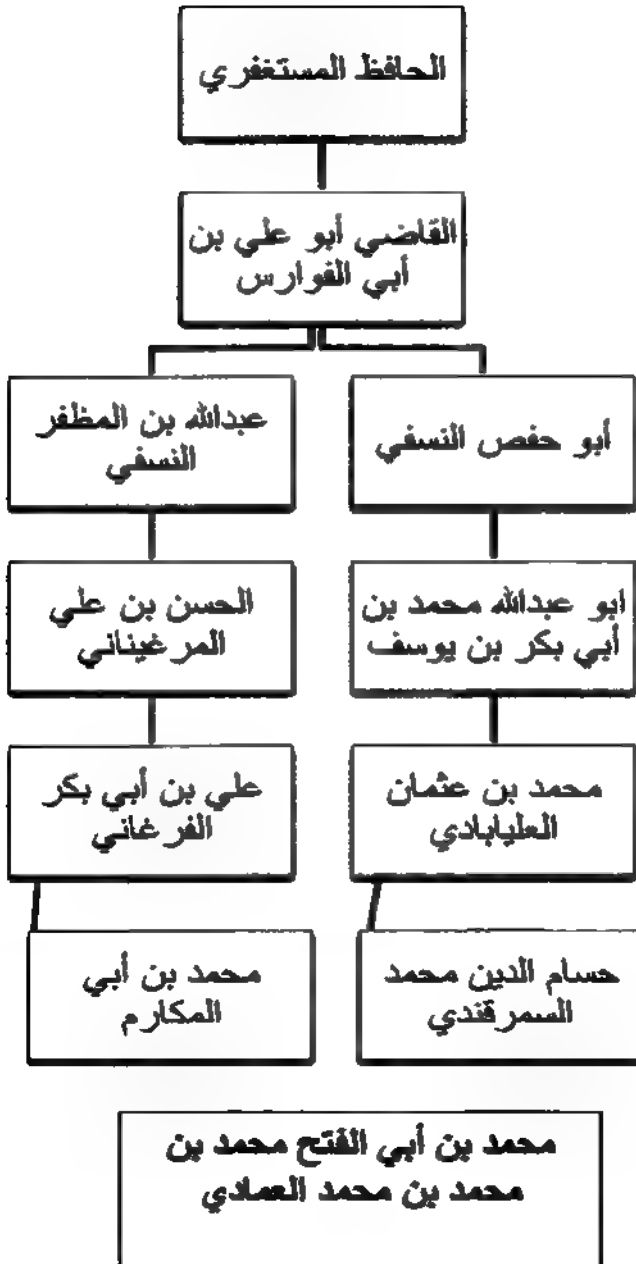 الحافظ المستغفري
القاضي أبو علي بن
أبي الفوارس
أبو حفص النسفي
عبدالله بن المظفر
النسفي
ابو عبدالله محمد بن
أبي بكر بن يوسف
الحسن بن علي
المرغيناني
محمد بن عثمان
العليابادي
علي بن أبي بكر
الفرغاني
حسام الدين محمد
السمرقندي
محمد بن أبي
المكارم
محمد بن أبي الفتح محمد بن
محمد بن محمد العمادي